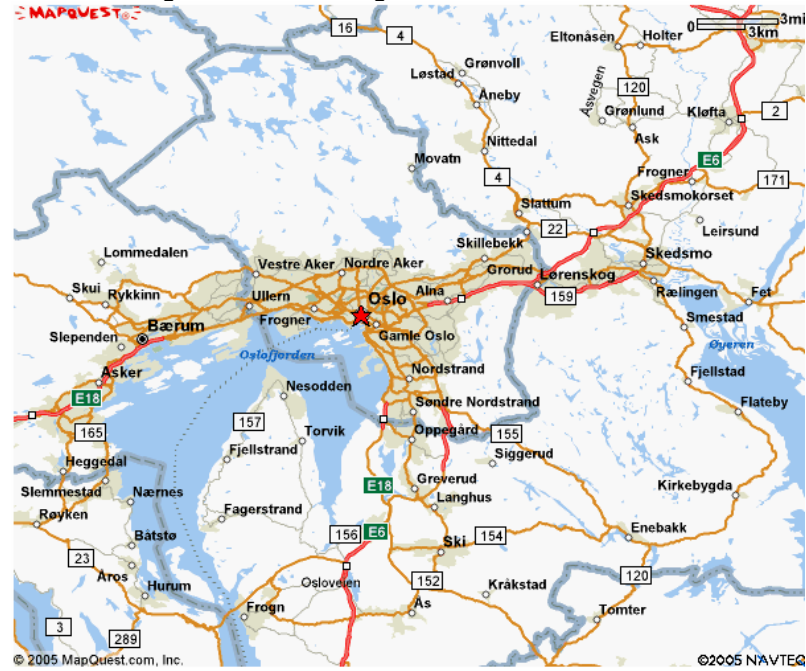 MAPQUEST
16
4
Eltonåsen
Holter
0
3mi
3km
Grønvoll
Løstad
Aneby
120
Åsvegen
Grønlund
Kløfta
2
Ask
Nittedal
Movatn
4
E6
Frogner
171
Slattum
Skedsmokorset
Leirsund
22
Skillebekk
Lommedalen
Vestre Aker
Nordre Aker
Grorud
Lørenskog
Skedsmo
159
Rælingen
Fet
Skui
Rykkinn
Ullern
Frogner
Oslo
Alna
Smestad
Slependen
Bærum
Gamle Oslo
Oslofjorden
Øyeren
Asker
Nesodden
Nordstrand
Fjellstad
E18
157
Søndre Nordstrand
Flateby
165
Torvik
Oppegård
155
Fjellstrand
Siggerud
Heggedal
Slemmestad
Nærnes
E18
Greverud
Langhus
Kirkebygda
Røyken
Fagerstrand
156
E6
Båtstø
Ski
154
Enebakk
23
Åros
Osloveien
152
Kråkstad
120
Hurum
Frogn
Ås
Tomter
3
289
© 2005 MapQuest.com, Inc.
©2005 NAVTEQ